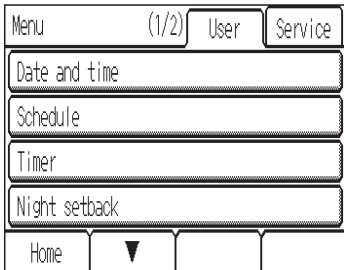 Menu (1/2) User Service
Date and time
Schedule
Timer
Night setback
Home ▼